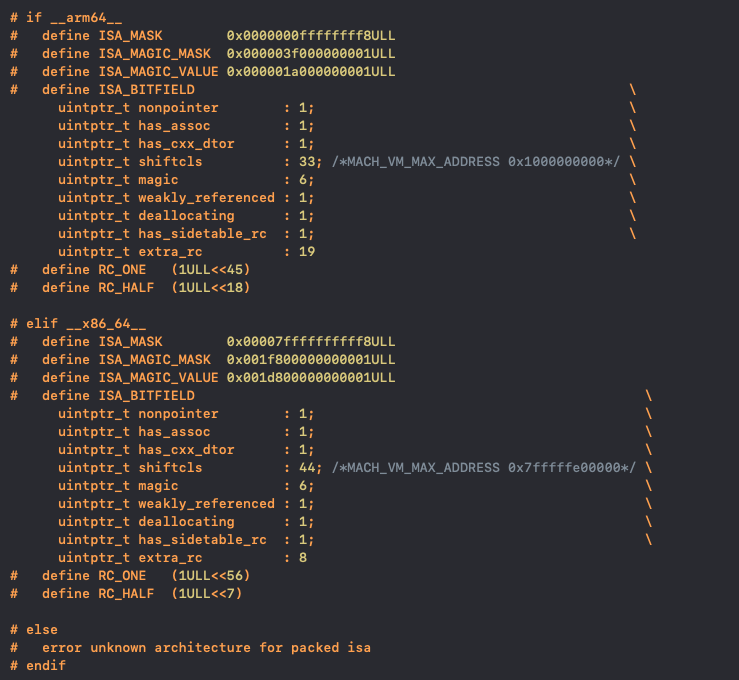 # if __arm64__
#   define ISA_MASK        0x0000000ffffffff8ULL
#   define ISA_MAGIC_MASK  0x000003f000000001ULL
#   define ISA_MAGIC_VALUE 0x000001a000000001ULL
#   define ISA_BITFIELD                                                      \
      uintptr_t nonpointer        : 1;                                       \
      uintptr_t has_assoc         : 1;                                       \
      uintptr_t has_cxx_dtor      : 1;                                       \
      uintptr_t shiftcls          : 33; /*MACH_VM_MAX_ADDRESS 0x1000000000*/ \
      uintptr_t magic             : 6;                                       \
      uintptr_t weakly_referenced : 1;                                       \
      uintptr_t deallocating      : 1;                                       \
      uintptr_t has_sidetable_rc  : 1;                                       \
      uintptr_t extra_rc          : 19
#   define RC_ONE   (1ULL<<45)
#   define RC_HALF  (1ULL<<18)

# elif __x86_64__
#   define ISA_MASK        0x00007ffffffffff8ULL
#   define ISA_MAGIC_MASK  0x001f800000000001ULL
#   define ISA_MAGIC_VALUE 0x001d800000000001ULL
#   define ISA_BITFIELD                                                        \
      uintptr_t nonpointer        : 1;                                         \
      uintptr_t has_assoc         : 1;                                         \
      uintptr_t has_cxx_dtor      : 1;                                         \
      uintptr_t shiftcls          : 44; /*MACH_VM_MAX_ADDRESS 0x7fffffe00000*/ \
      uintptr_t magic             : 6;                                         \
      uintptr_t weakly_referenced : 1;                                         \
      uintptr_t deallocating      : 1;                                         \
      uintptr_t has_sidetable_rc  : 1;                                         \
      uintptr_t extra_rc          : 8
#   define RC_ONE   (1ULL<<56)
#   define RC_HALF  (1ULL<<7)

# else
#   error unknown architecture for packed isa
# endif